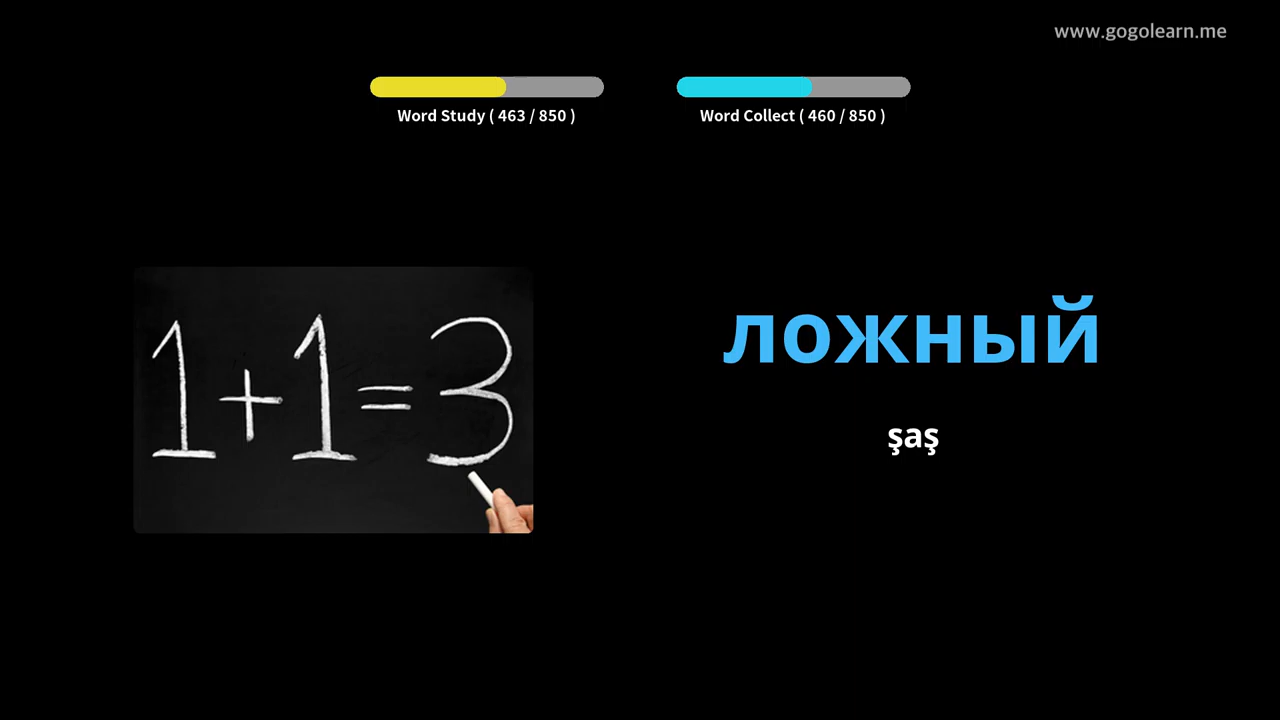 www.gogolearn.me
Word Study ( 463 / 850 )
Word Collect ( 460 / 850 )
1+1=3
ложный
şaş